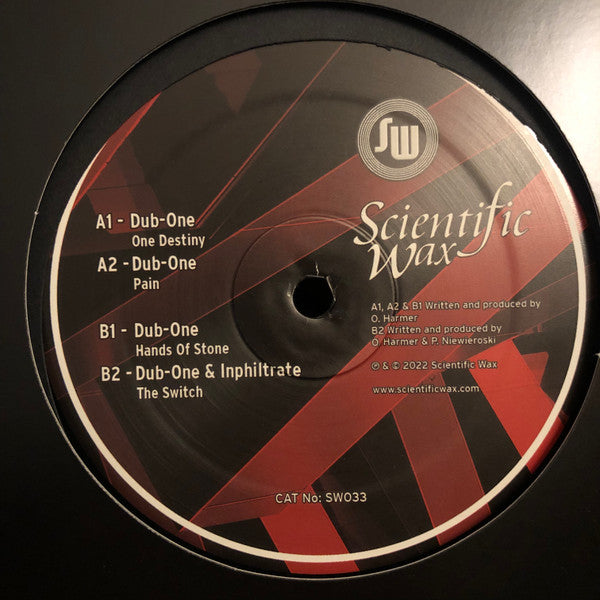 SW
Scientific
Wax
A1 - Dub-One
One Destiny
A2 - Dub-One
Pain
B1 - Dub-One
Hands Of Stone
B2 - Dub-One & Inphiltrate
The Switch
A1, A2 & B1 Written and produced by
O. Harmer
B2 Written and produced by
O Harmer & P. Niewieroski
℗ & © 2022 Scientific Wax
www.scientificwax.com
CAT No: SW033